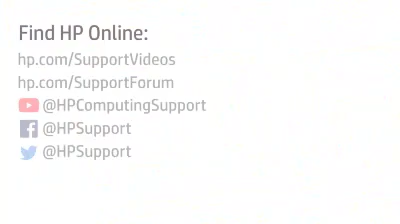 Find HP Online:
hp.com/SupportVideos
hp.com/SupportForum
@HPComputingSupport
@HPSupport
@HPSupport